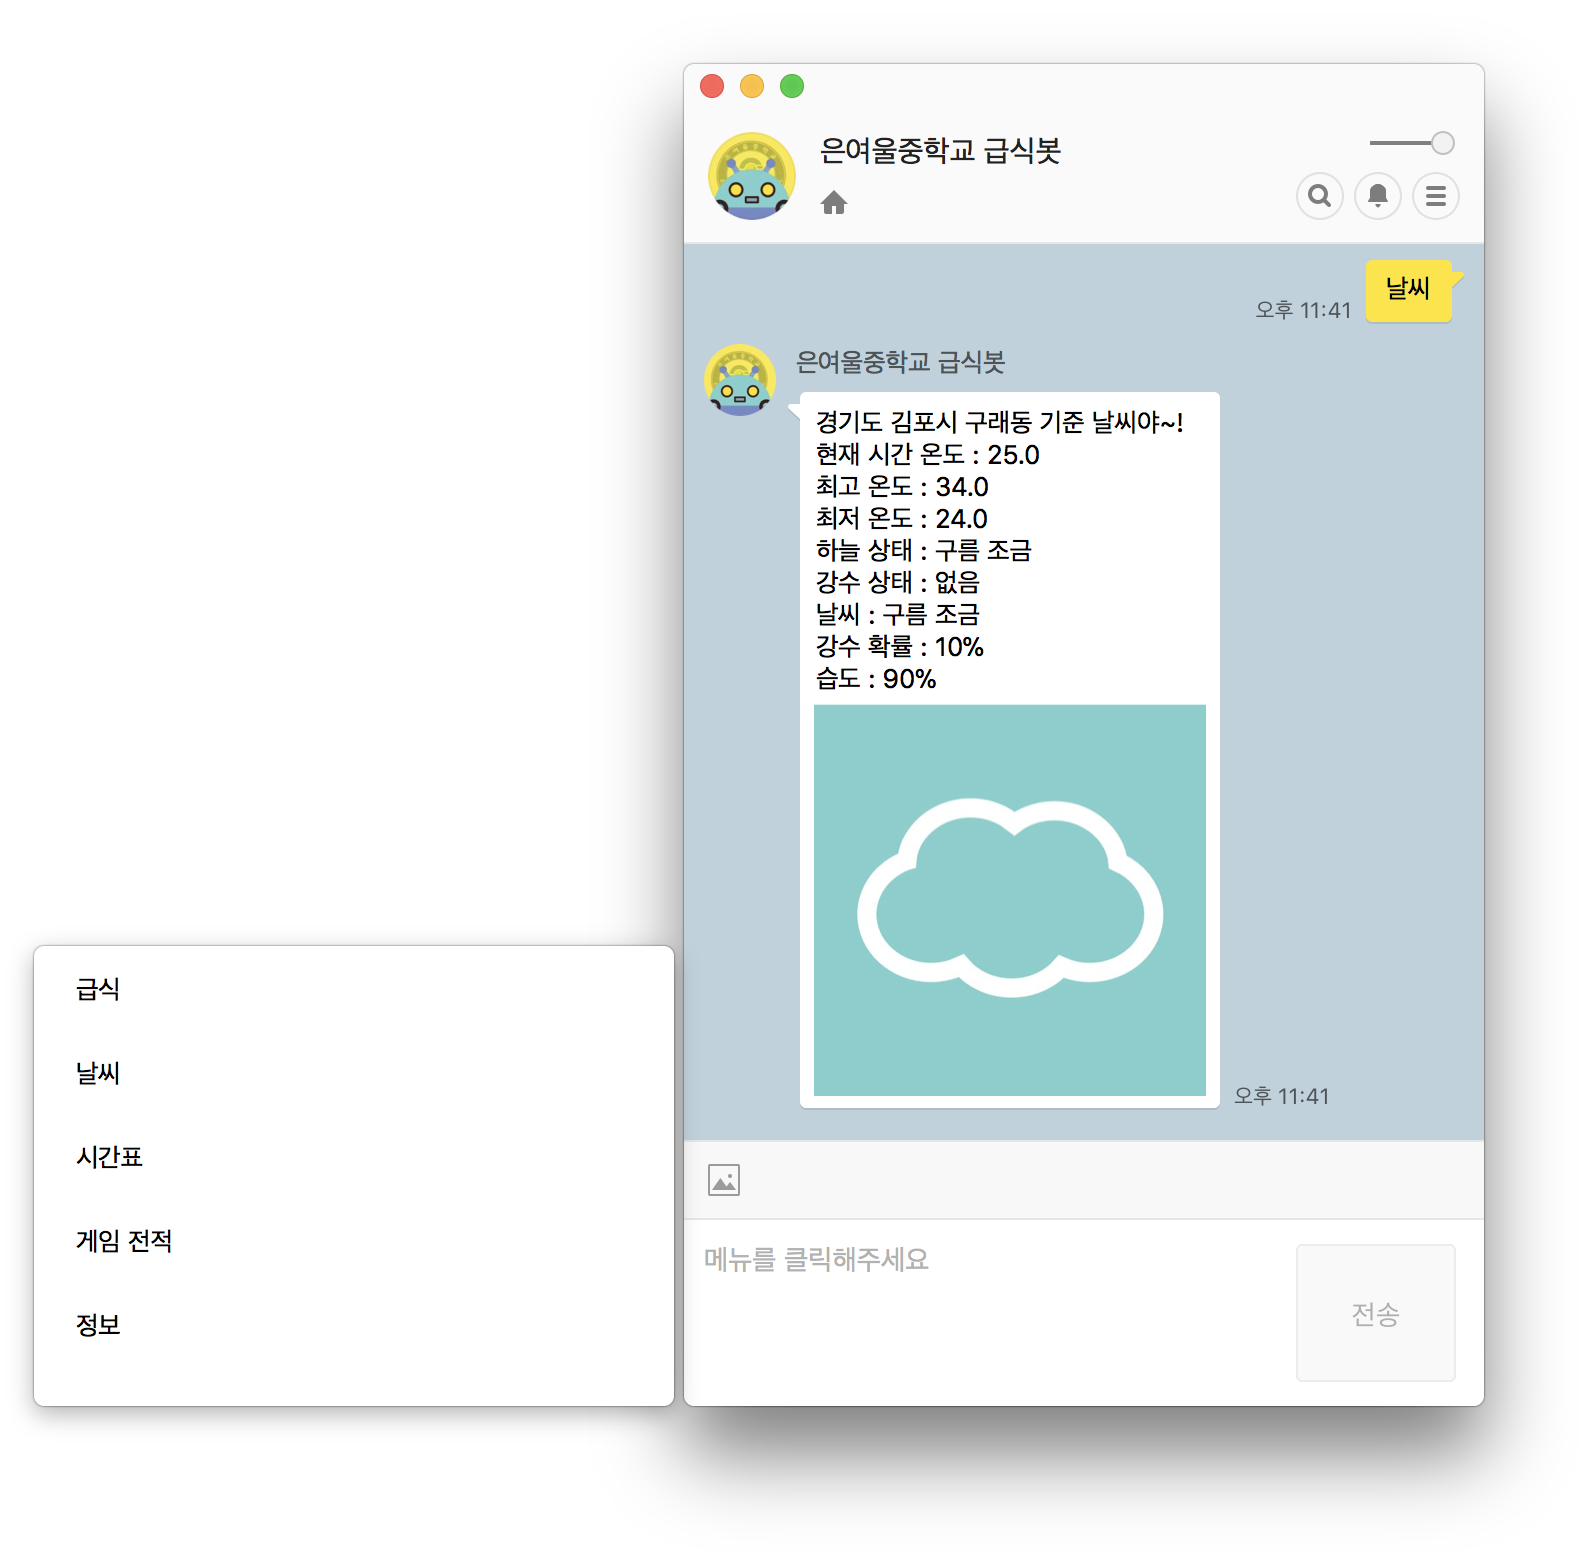 은여울중학교 급식봇
날씨
오후 11:41
은여울중학교 급식봇
경기도 김포시 구래동 기준 날씨야~!
현재 시간 온도 : 25.0
최고 온도 : 34.0
최저 온도 : 24.0
하늘 상태 : 구름 조금
강수 상태 : 없음
날씨 : 구름 조금
강수 확률 : 10%
습도 : 90%
오후 11:41
급식
날씨
시간표
게임 전적
정보
메뉴를 클릭해주세요
전송